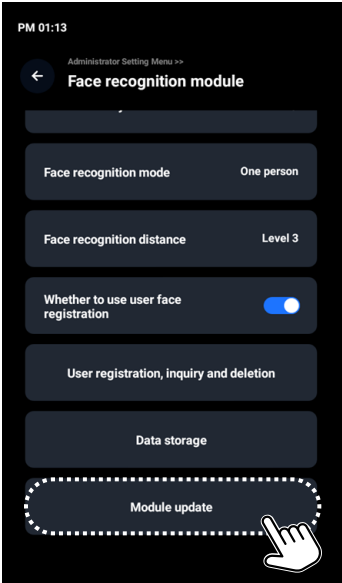 PM 01:13
Administrator Setting Menu >>
Face recognition module
Face recognition mode
One person
Face recognition distance
Level 3
Whether to use user face
registration
User registration, inquiry and deletion
Data storage
Module update